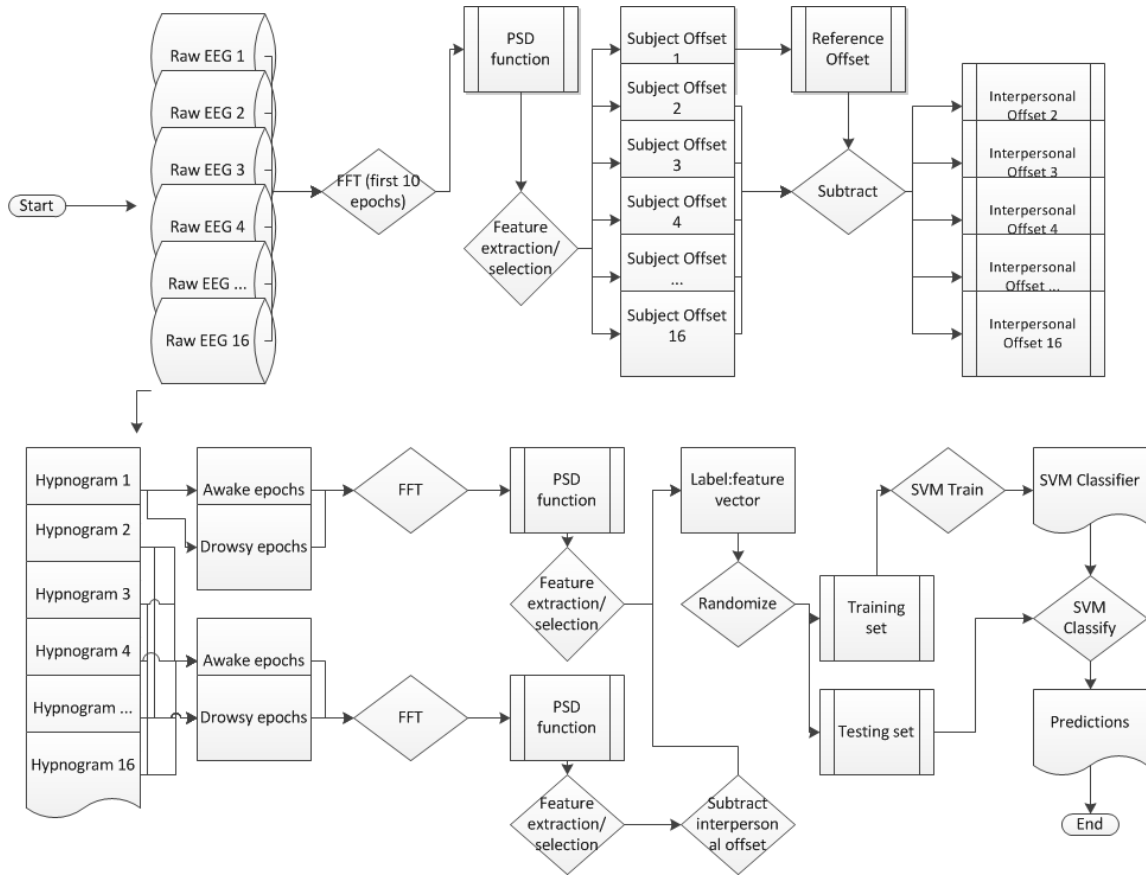 Start
Raw EEG 1
Raw EEG 2
Raw EEG 3
Raw EEG 4
Raw EEG ...
Raw EEG 16
FFT (first 10
epochs)
PSD
function
Feature
extraction/
selection
Subject Offset
1
Subject Offset
2
Subject Offset
3
Subject Offset
4
Subject Offset
...
Subject Offset
16
Reference
Offset
Subtract
Interpersonal
Offset 2
Interpersonal
Offset 3
Interpersonal
Offset 4
Interpersonal
Offset ...
Interpersonal
Offset 16
Hypnogram 1
Hypnogram 2
Hypnogram 3
Hypnogram 4
Hypnogram ...
Hypnogram 16
Awake epochs
Drowsy epochs
FFT
PSD
function
Feature
extraction/
selection
Awake epochs
Drowsy epochs
FFT
PSD
function
Feature
extraction/
selection
Subtract
interperson
al offset
Label:feature
vector
Randomize
Training
set
Testing set
SVM Train
SVM Classifier
SVM
Classify
Predictions
End